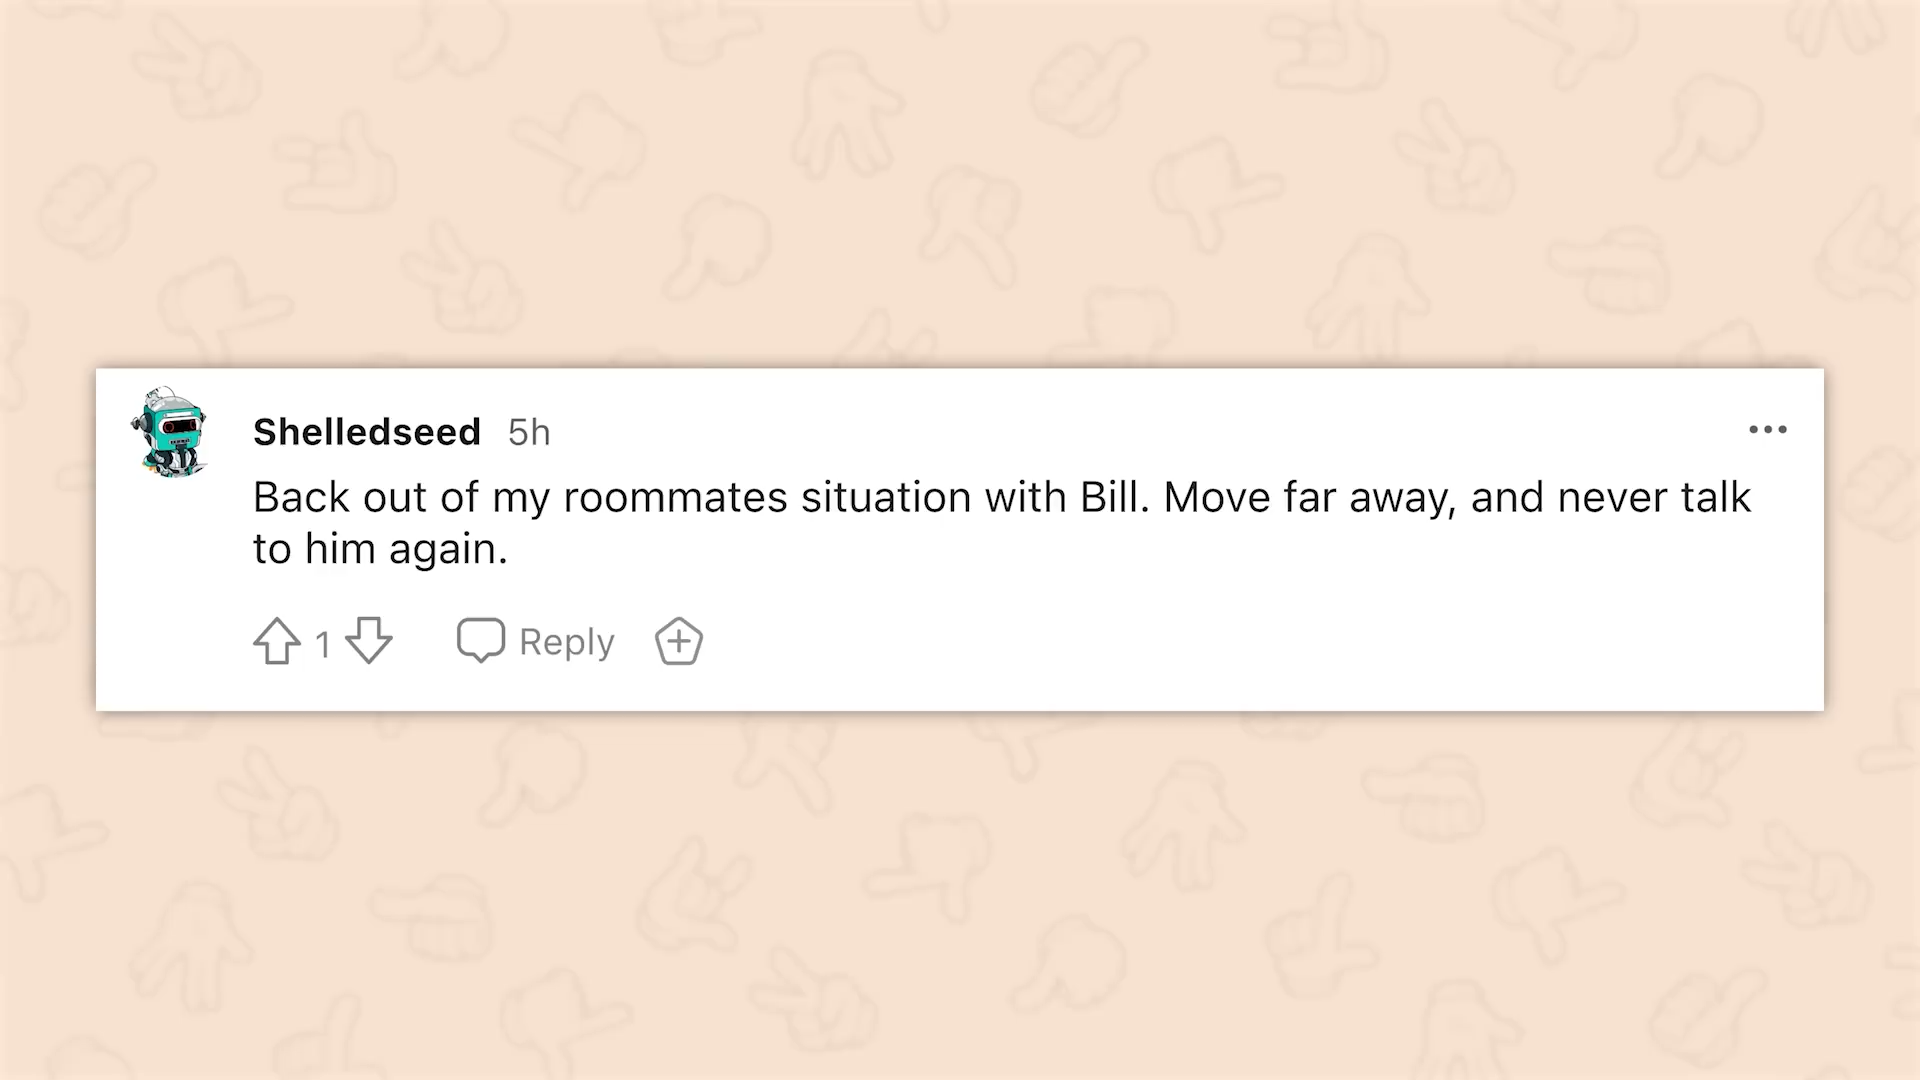 Shelledseed 5h
Back out of my roommates situation with Bill. Move far away, and never talk
to him again.
1 Reply